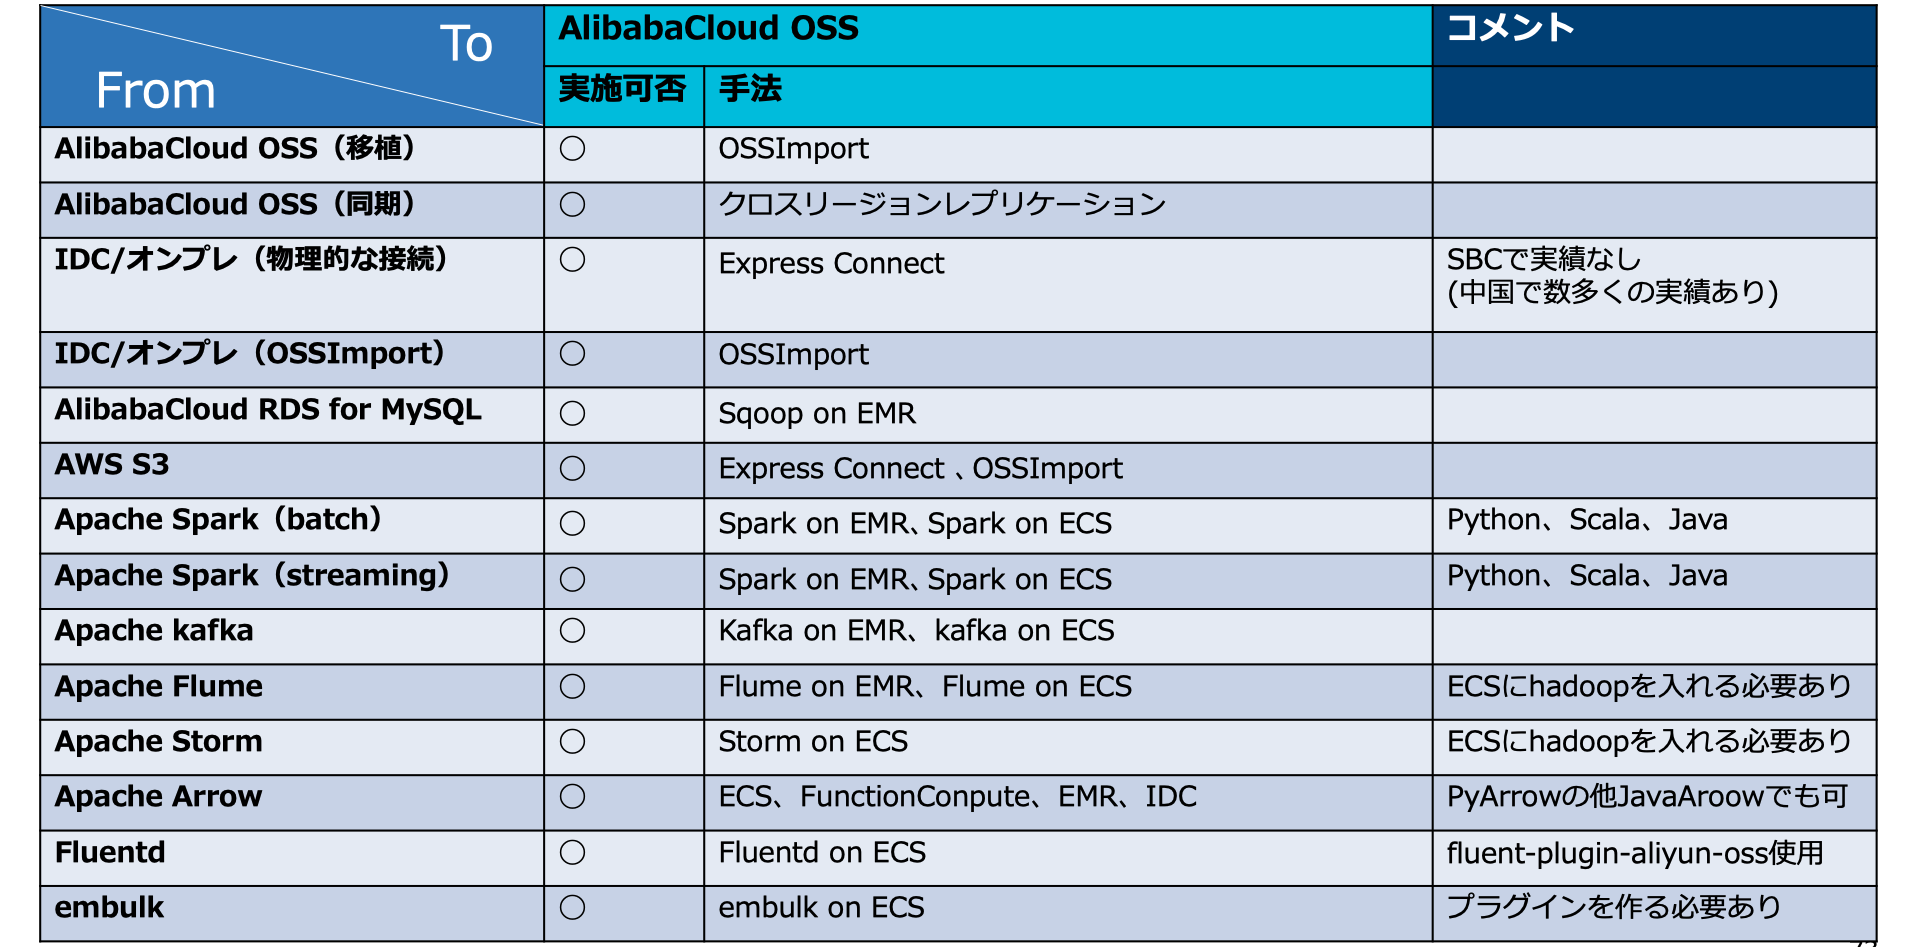 To
From
AlibabaCloud OSS
コメント
実施可否
手法
AlibabaCloud OSS（移植）
○
OSSImport
AlibabaCloud OSS（同期）
○
クロスリージョンレプリケーション
IDC/オンプレ（物理的な接続）
○
Express Connect
SBCで実績なし
(中国で数多くの実績あり)
IDC/オンプレ（OSSImport）
○
OSSImport
AlibabaCloud RDS for MySQL
○
Sqoop on EMR
AWS S3
○
Express Connect 、OSSImport
Apache Spark（batch）
○
Spark on EMR、Spark on ECS
Python、Scala、Java
Apache Spark（streaming）
○
Spark on EMR、Spark on ECS
Python、Scala、Java
Apache kafka
○
Kafka on EMR、kafka on ECS
Apache Flume
○
Flume on EMR、Flume on ECS
ECSにhadoopを入れる必要あり
Apache Storm
○
Storm on ECS
ECSにhadoopを入れる必要あり
Apache Arrow
○
ECS、FunctionConpute、EMR、IDC
PyArrowの他JavaAroowでも可
Fluentd
○
Fluentd on ECS
fluent-plugin-aliyun-oss使用
embulk
○
embulk on ECS
プラグインを作る必要あり